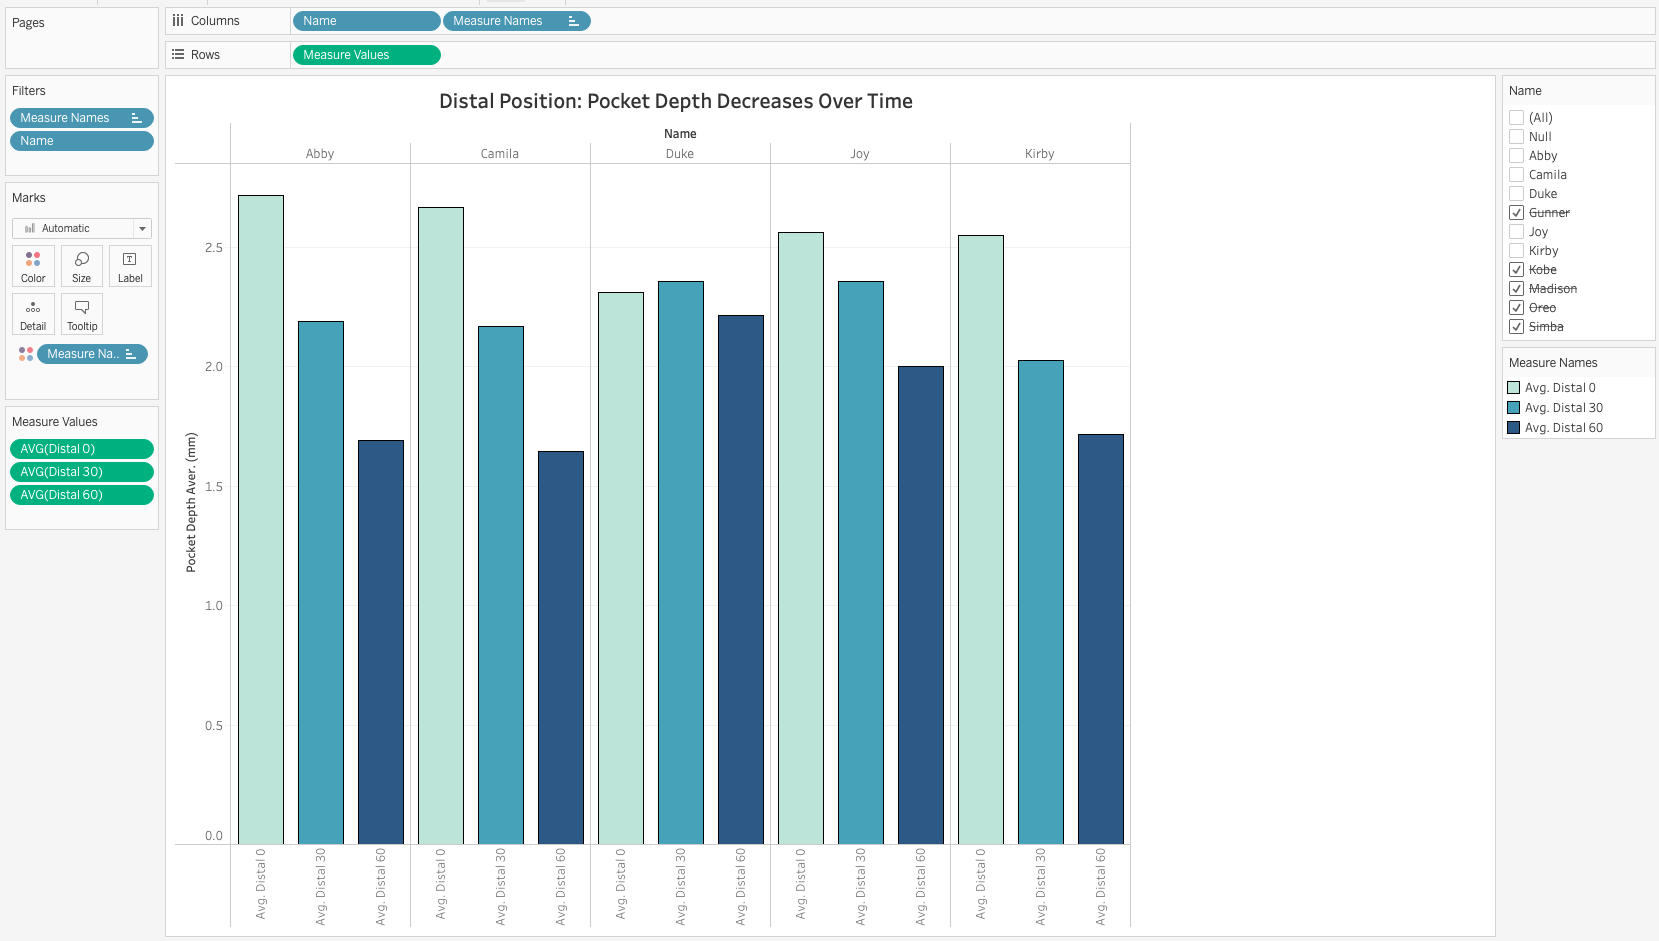 Pages
Columns
Name
Measure Names
Rows
Measure Values
Filters
Measure Names
Name
Marks
Automatic
Color
Size
Label
Detail
Tooltip
Measure Na..
Measure Values
AVG(Distal 0)
AVG(Distal 30)
AVG(Distal 60)
Distal Position: Pocket Depth Decreases Over Time
Name
Abby
Camila
Duke
Joy
Kirby
Pocket Depth Aver. (mm)
2.5
2.0
1.5
1.0
0.5
0.0
Avg. Distal 0
Avg. Distal 30
Avg. Distal 60
Avg. Distal 0
Avg. Distal 30
Avg. Distal 60
Avg. Distal 0
Avg. Distal 30
Avg. Distal 60
Avg. Distal 0
Avg. Distal 30
Avg. Distal 60
Avg. Distal 0
Avg. Distal 30
Avg. Distal 60
Name
(All)
Null
Abby
Camila
Duke
Gunner
Joy
Kirby
Kobe
Madison
Oreo
Simba
Measure Names
Avg. Distal 0
Avg. Distal 30
Avg. Distal 60